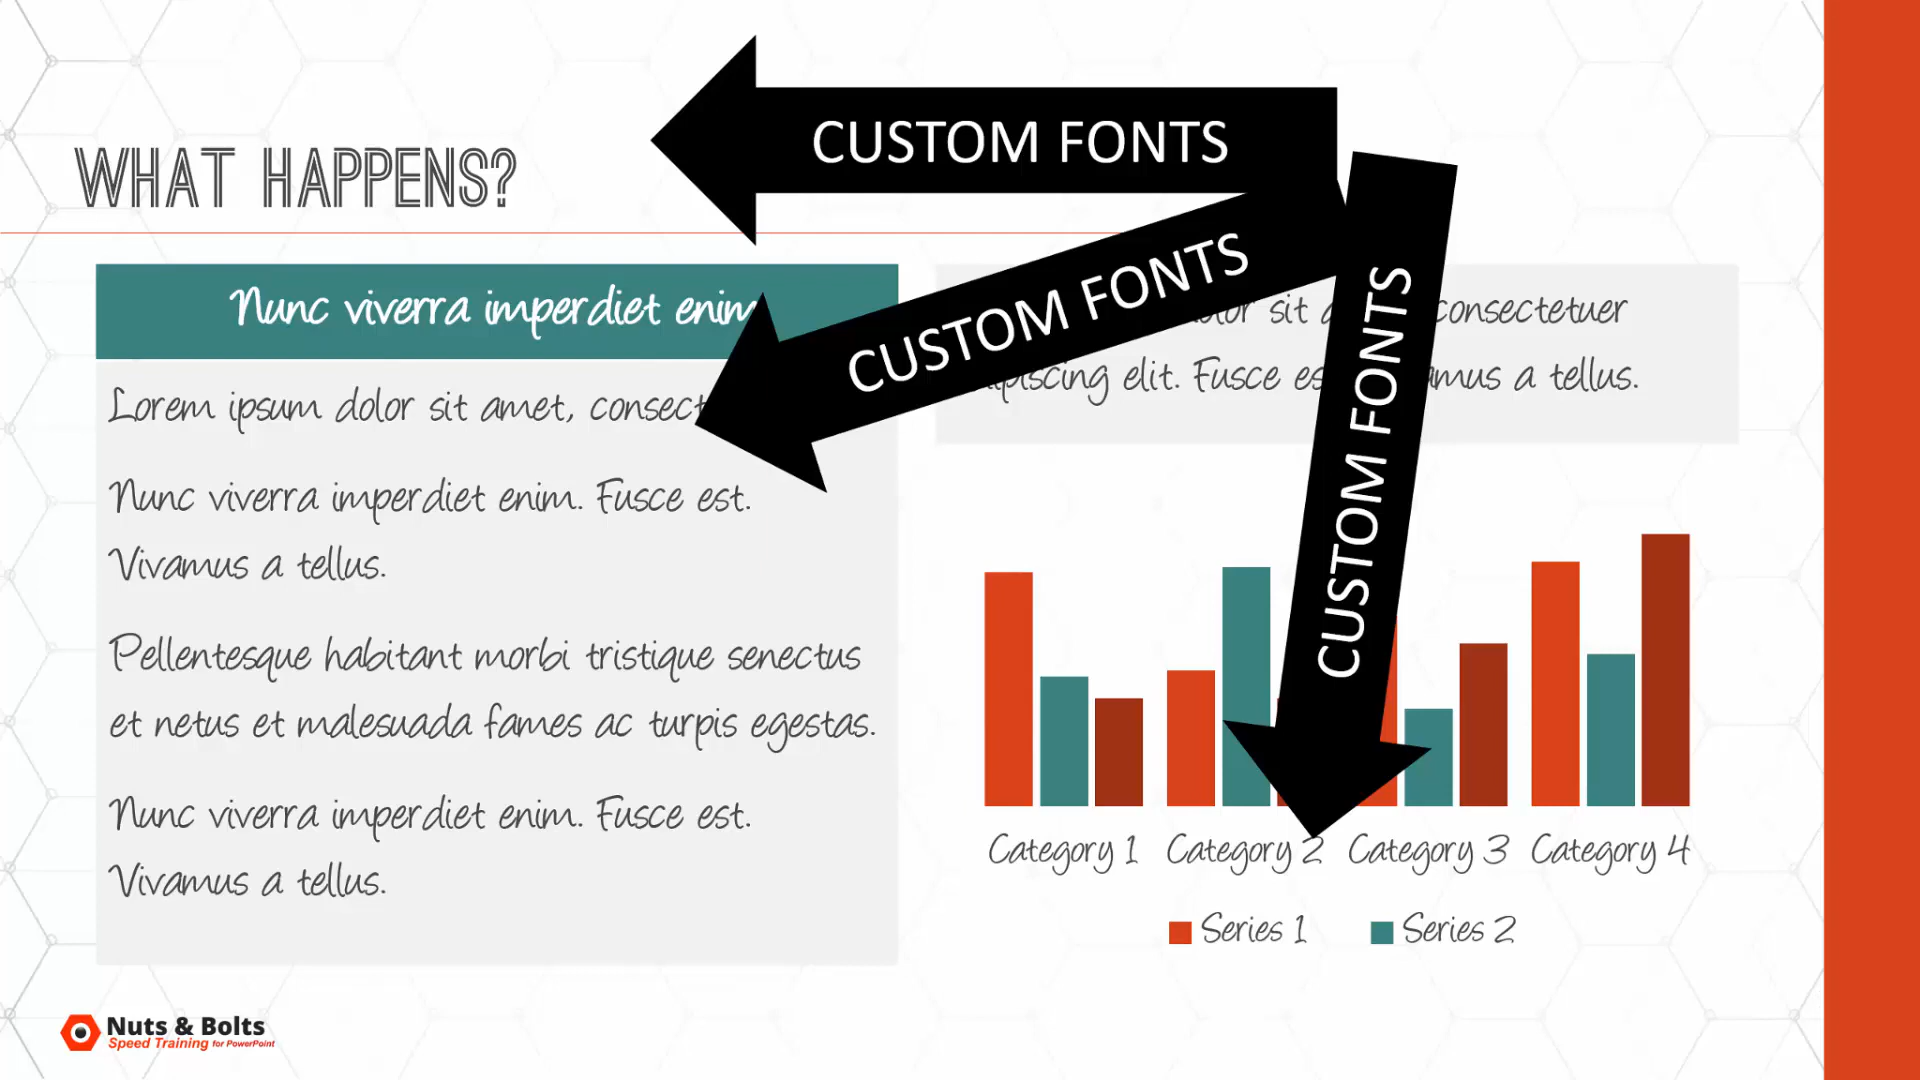 WHAT HAPPENS?
CUSTOM FONTS
CUSTOM FONTS
CUSTOM FONTS
Nunc viverra imperdiet enim
Lorem ipsum dolor sit amet,
Nunc viverra imperdiet enim. Fusce est.
Vivamus a tellus.
Pellentesque habitant morbi tristique senectus
et netus et malesuada fames ac turpis egestas.
Nunc viverra imperdiet enim. Fusce est.
Vivamus a tellus.
sit consectetuer
elit. Fusce a tellus.
Category 1 Category 2 Category 3 Category 4
Series 1 Series 2
Nuts & Bolts
Speed Training for PowerPoint